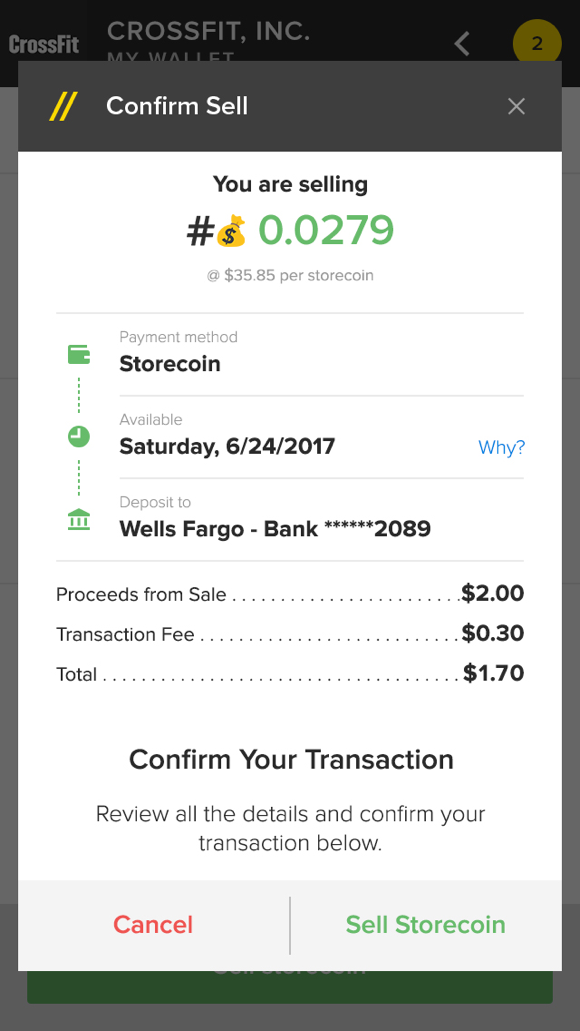 CrossFit
CROSSFIT, INC.
MY WALLET
2
Confirm Sell
You are selling
#💰 0.0279
@ $35.85 per storecoin
Payment method
Storecoin
Available
Saturday, 6/24/2017
Why?
Deposit to
Wells Fargo - Bank ******2089
Proceeds from Sale . . . . . . . . . . . . . . . . . . . . . . . . $2.00
Transaction Fee . . . . . . . . . . . . . . . . . . . . . . . . . . . $0.30
Total . . . . . . . . . . . . . . . . . . . . . . . . . . . . . . . . . . . . . $1.70
Confirm Your Transaction
Review all the details and confirm your
transaction below.
Cancel
Sell Storecoin
Sell Storecoin